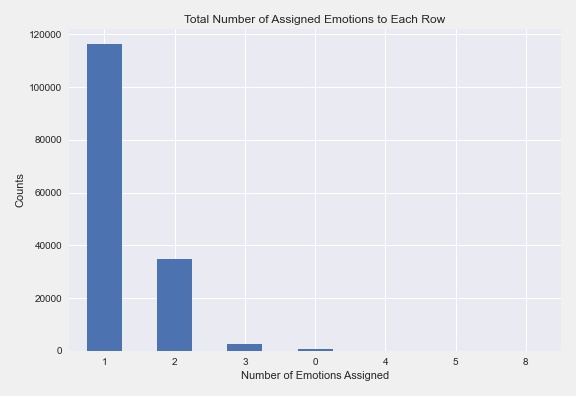 Total Number of Assigned Emotions to Each Row
120000
100000
80000
60000
40000
20000
0
Counts
1 2 3 0 4 5 8
Number of Emotions Assigned